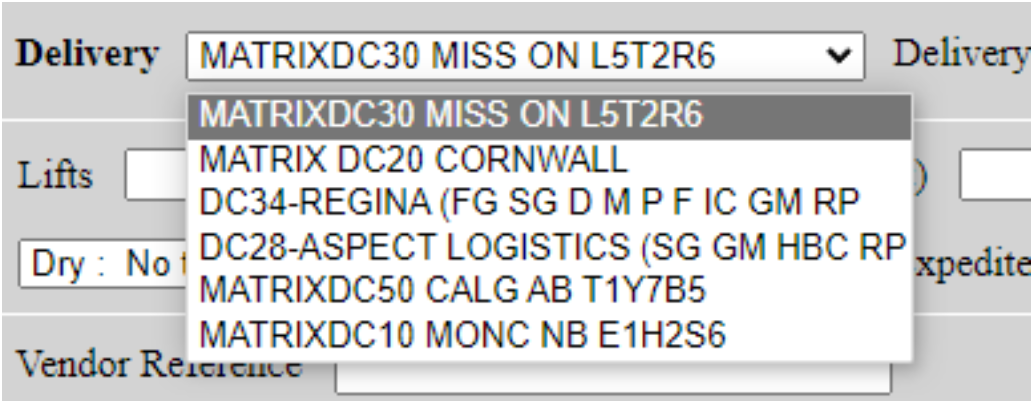 Delivery MATRIXDC30 MISS ON L5T2R6 Delivery
MATRIXDC30 MISS ON L5T2R6
MATRIX DC20 CORNWALL
Lifts )
DC34-REGINA (FG SG D M P F IC GM RP
DC28-ASPECT LOGISTICS (SG GM HBC RP
Dry : No xpedite
MATRIXDC50 CALG AB T1Y7B5
MATRIXDC10 MONC NB E1H2S6
Vendor Reference